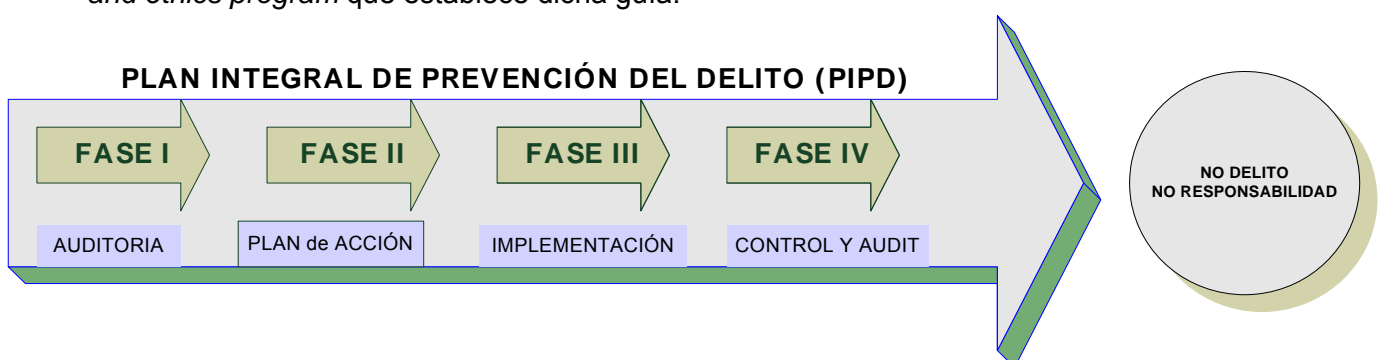 and ethics program que establece dicha guía.
PLAN INTEGRAL DE PREVENCIÓN DEL DELITO (PIPD)
FASE I
FASE II
FASE III
FASE IV
AUDITORIA
PLAN de ACCIÓN
IMPLEMENTACIÓN
CONTROL Y AUDIT
NO DELITO
NO RESPONSABILIDAD